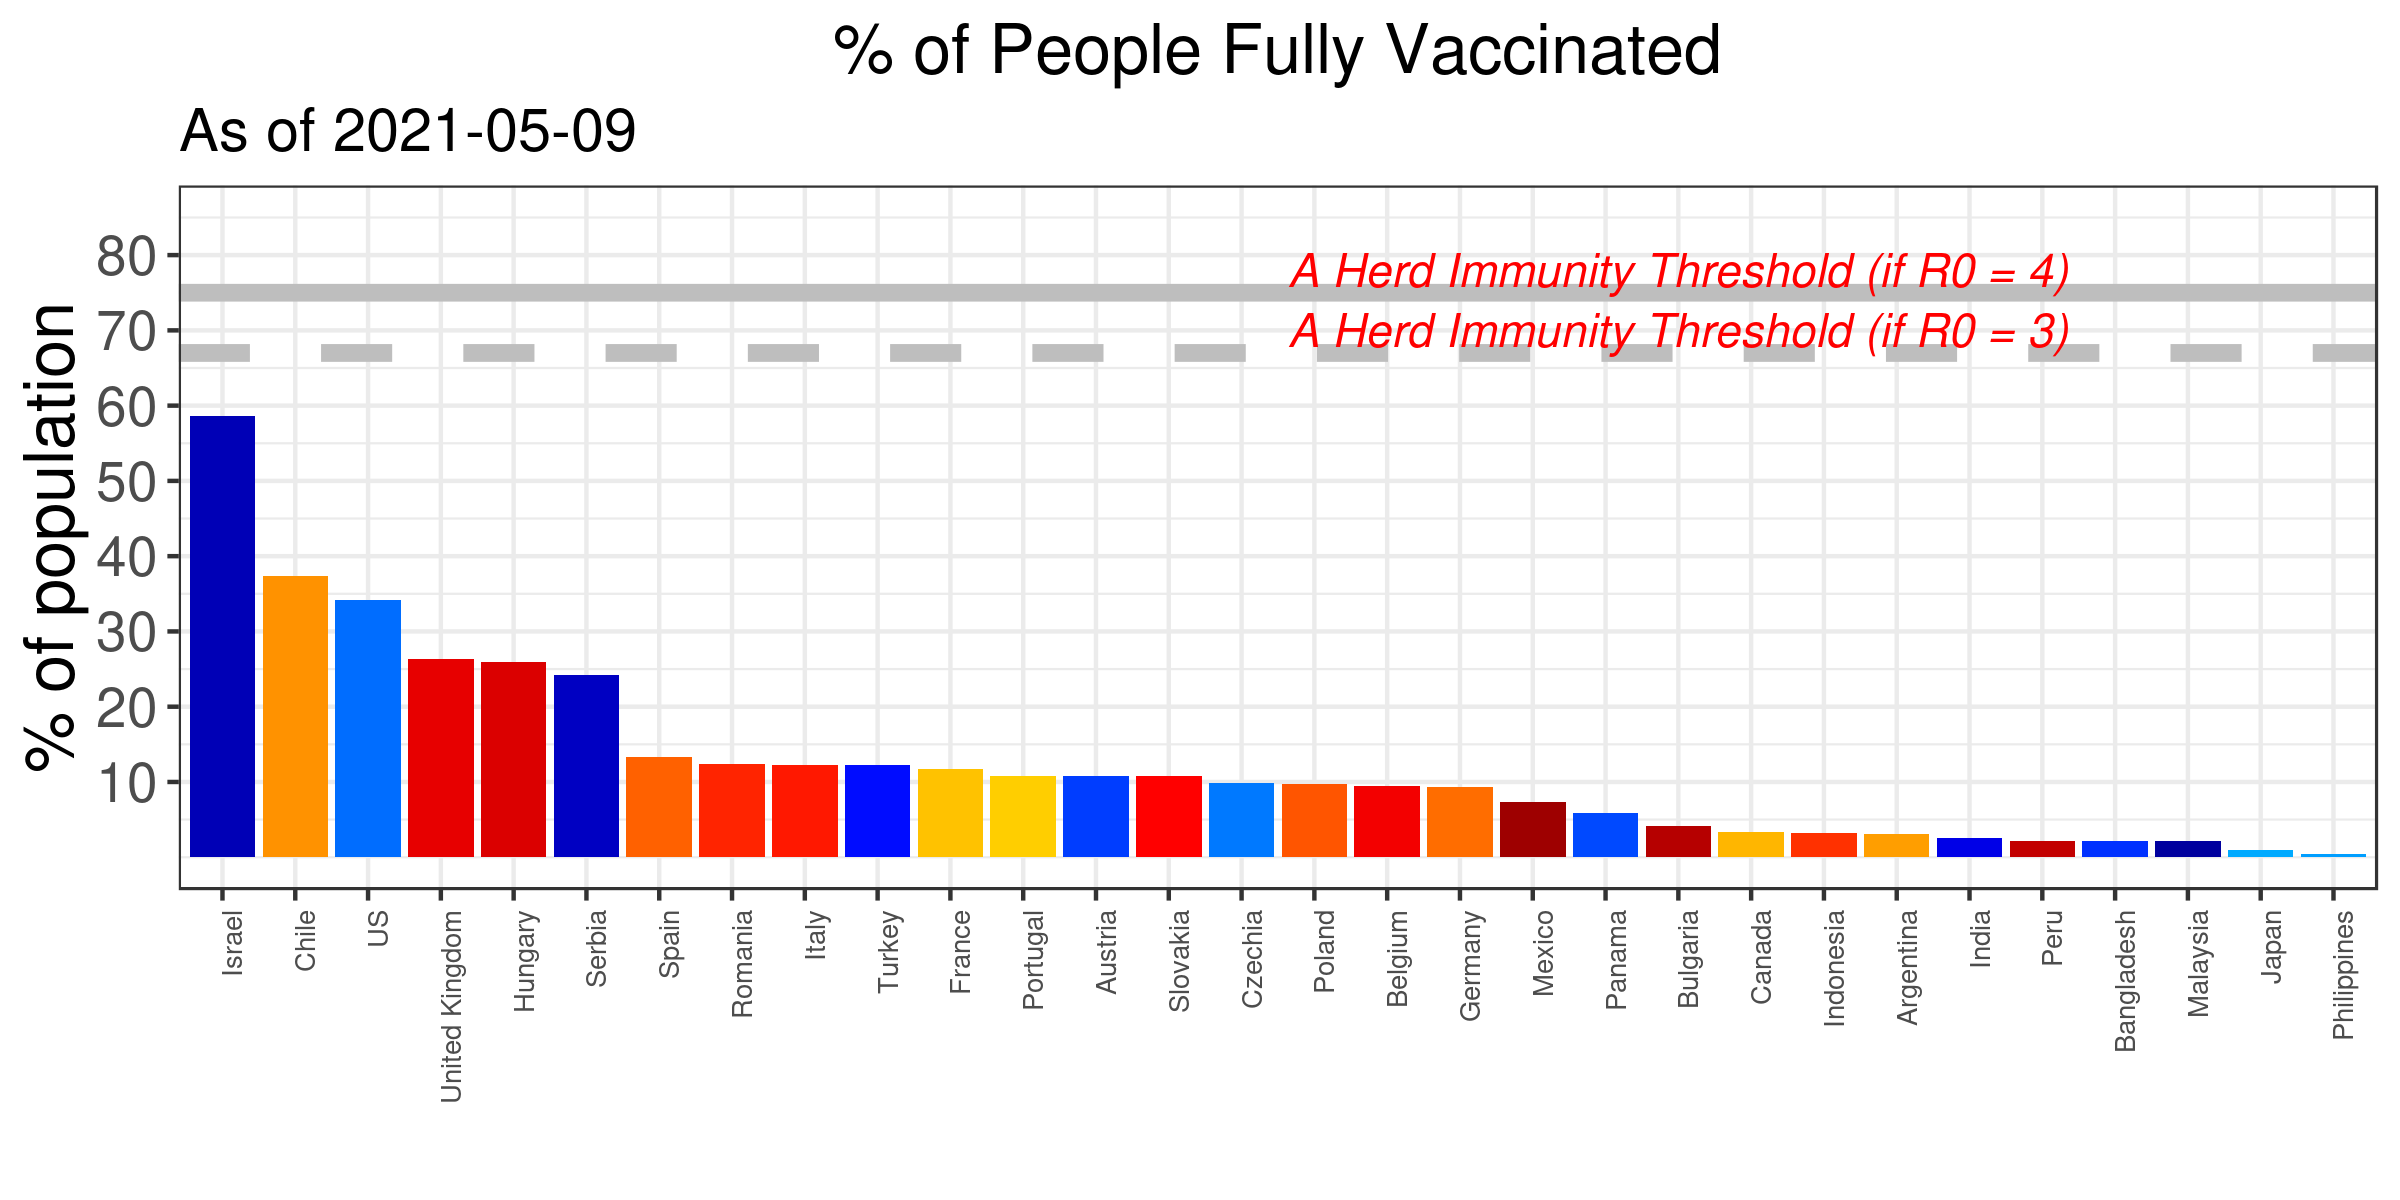 % of People Fully Vaccinated
As of 2021-05-09
% of population
80
70
60
50
40
30
20
10
A Herd Immunity Threshold (if R0 = 4)
A Herd Immunity Threshold (if R0 = 3)
Israel
Chile
US
United Kingdom
Hungary
Serbia
Spain
Romania
Italy
Turkey
France
Portugal
Austria
Slovakia
Czechia
Poland
Belgium
Germany
Mexico
Panama
Bulgaria
Canada
Indonesia
Argentina
India
Peru
Bangladesh
Malaysia
Japan
Philippines